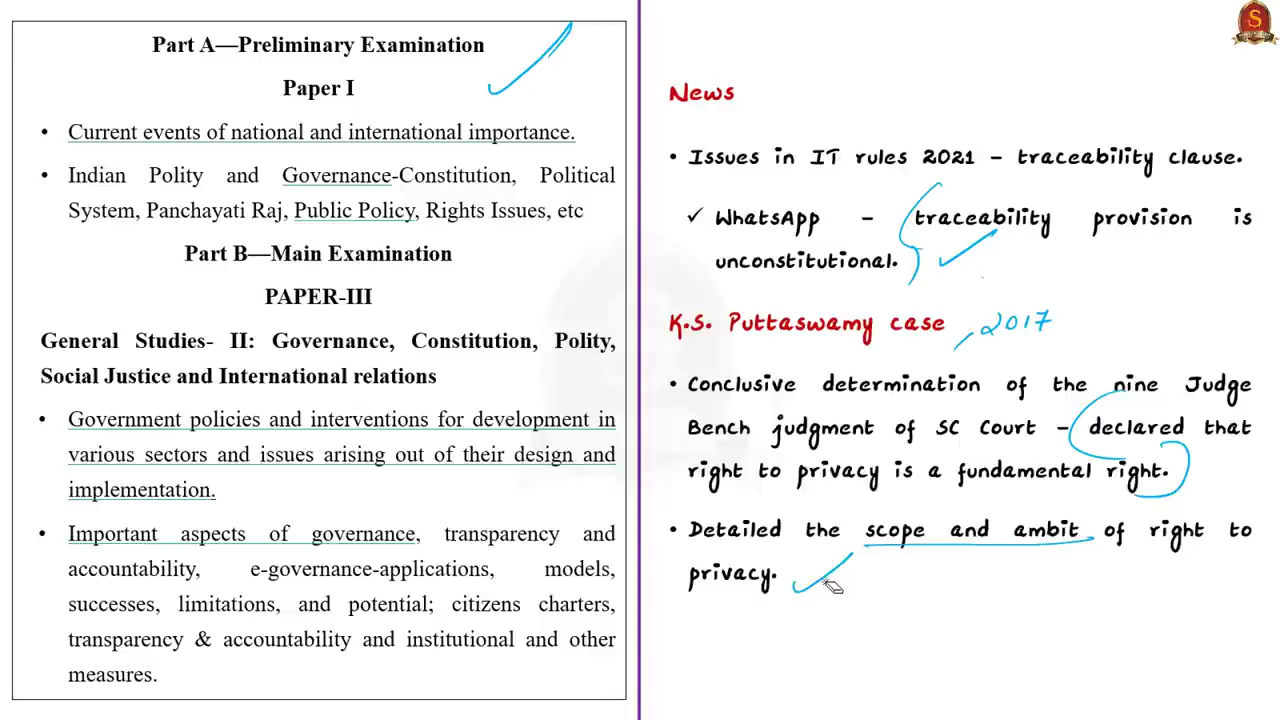 Part A—Preliminary Examination
Paper I
• Current events of national and international importance.
• Indian Polity and Governance-Constitution, Political
System, Panchayati Raj, Public Policy, Rights Issues, etc
Part B—Main Examination
PAPER-III
General Studies- II: Governance, Constitution, Polity,
Social Justice and International relations
• Government policies and interventions for development in
various sectors and issues arising out of their design and
implementation.
• Important aspects of governance, transparency and
accountability, e-governance-applications, models,
successes, limitations, and potential; citizens charters,
transparency & accountability and institutional and other
measures.
S
News
• Issues in IT rules 2021 – traceability clause.
✓ WhatsApp – traceability provision is
unconstitutional.
K.S. Puttaswamy case , 2017
• Conclusive determination of the nine Judge
Bench judgment of SC Court – declared that
right to privacy is a fundamental right.
• Detailed the scope and ambit of right to
privacy.